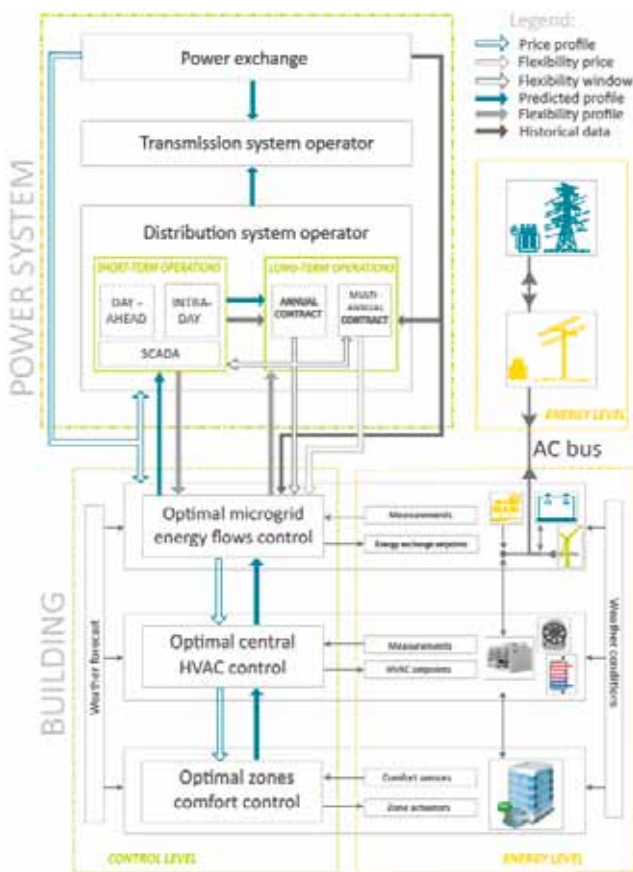 Legend:
Price profile
Flexibility price
Flexibility window
Predicted profile
Flexibility profile
Historical data
POWER SYSTEM
Power exchange
Transmission system operator
Distribution system operator
SHORT-TERM OPERATIONS
LONG-TERM OPERATIONS
DAY -
AHEAD
INTRA-
DAY
SCADA
ANNUAL
CONTRACT
MULTI-
ANNUAL
CONTRACT
ENERGY LEVEL
AC bus
BUILDING
Weather forecast
Optimal microgrid
energy flows control
Measurements
Energy exchange setpoints
Optimal central
HVAC control
Measurements
HVAC setpoints
Optimal zones
comfort control
Comfort sensors
Zone actuators
Weather conditions
CONTROL LEVEL
ENERGY LEVEL